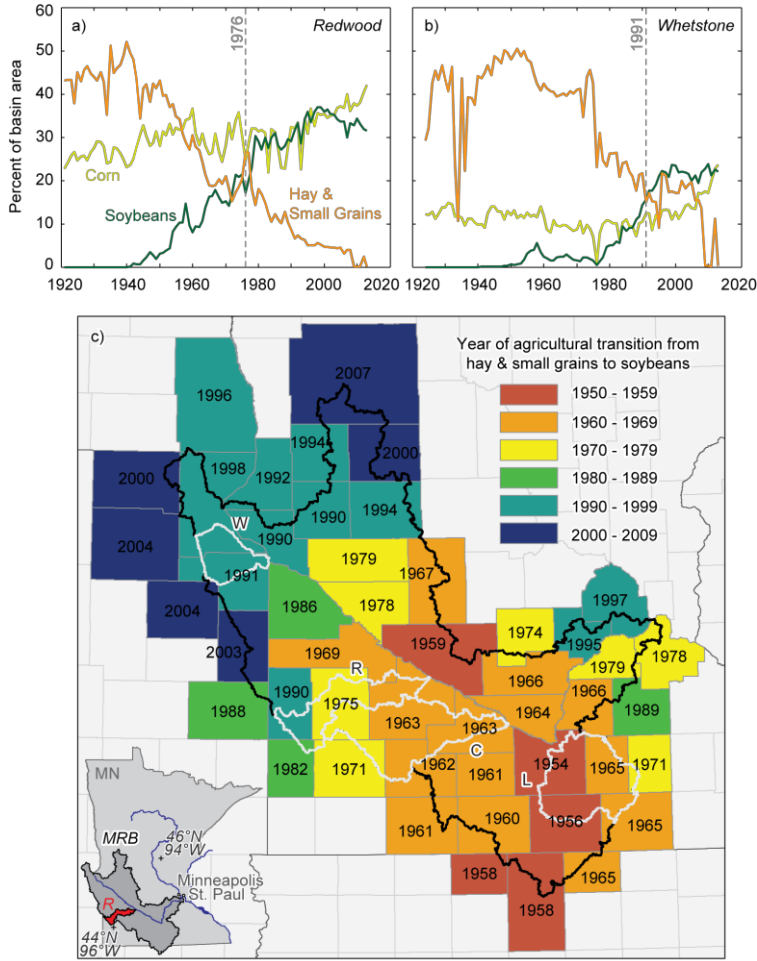 a)
Redwood
1976
Percent of basin area
60
50
40
30
20
10
0
Corn
Soybeans
Hay &
Small Grains
1920
1940
1960
1980
2000
2020
b)
Whetstone
1991
1920
1940
1960
1980
2000
2020
c)
Year of agricultural transition from
hay & small grains to soybeans
1950 - 1959
1960 - 1969
1970 - 1979
1980 - 1989
1990 - 1999
2000 - 2009
2007
1996
1994
2000
1998
1992
2000
1990
1994
W
1990
2004
1979
1967
1991
1986
1978
2004
1997
1959
1974
1995
2003
1969
1978
1979
R
1966
1990
1975
1966
1988
1963
1964
1989
1963
C
1962
1954
1982
1971
1961
L
1965
1971
1956
1961
1960
1965
1958
1965
1958
MN
MRB
46°N
94°W
Minneapolis
St. Paul
R
44°N
96°W